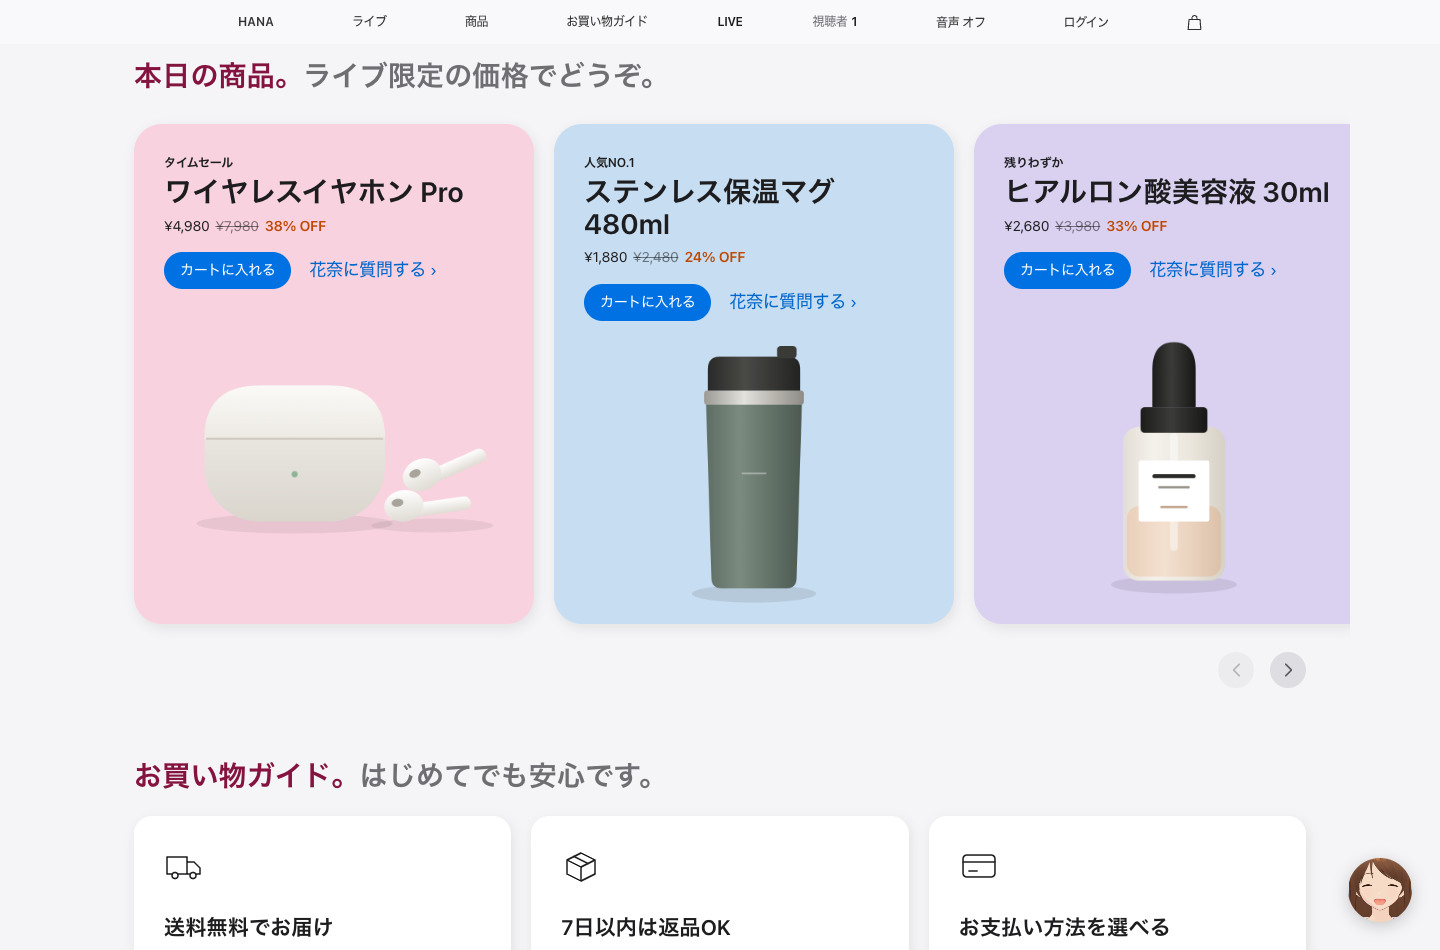 HANA ライブ 商品 お買い物ガイド LIVE 視聴者 1 音声 オフ ログイン
本日の商品。ライブ限定の価格でどうぞ。
タイムセール
ワイヤレスイヤホン Pro
¥4,980 ¥7,980 38% OFF
カートに入れる 花奈に質問する ›
人気NO.1
ステンレス保温マグ
480ml
¥1,880 ¥2,480 24% OFF
カートに入れる 花奈に質問する ›
残りわずか
ヒアルロン酸美容液 30ml
¥2,680 ¥3,980 33% OFF
カートに入れる 花奈に質問する ›
お買い物ガイド。はじめてでも安心です。
送料無料でお届け
7日以内は返品OK
お支払い方法を選べる